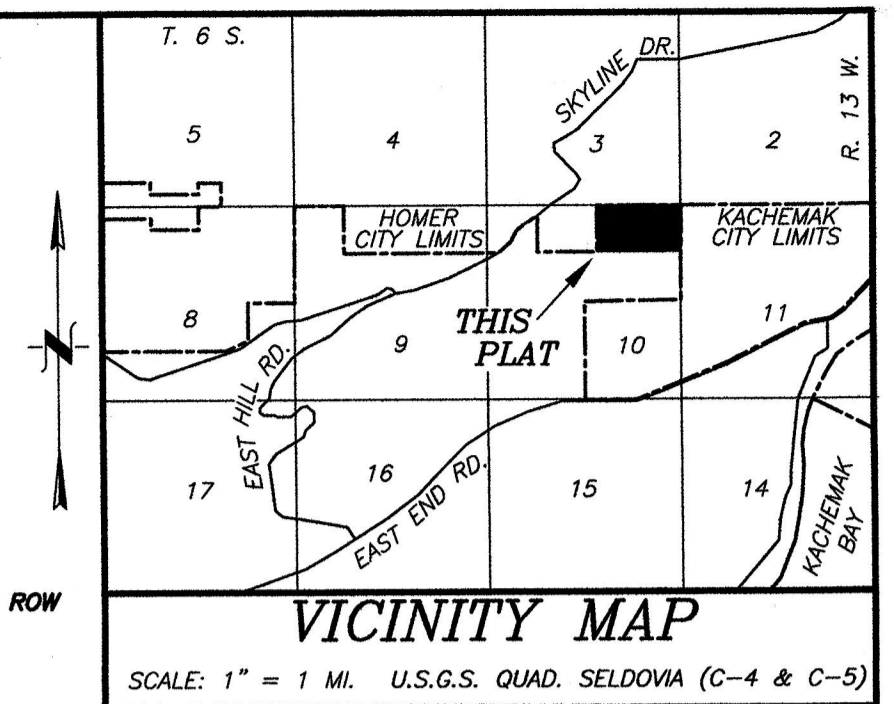 T. 6 S.
SKYLINE DR.
R. 13 W.
5
4
3
2
HOMER
CITY LIMITS
KACHEMAK
CITY LIMITS
8
9
THIS
PLAT
10
11
N
EAST HILL RD.
17
16
EAST END RD.
15
14
KACHEMAK
BAY
ROW
VICINITY MAP
SCALE: 1" = 1 MI. U.S.G.S. QUAD. SELDOVIA (C-4 & C-5)